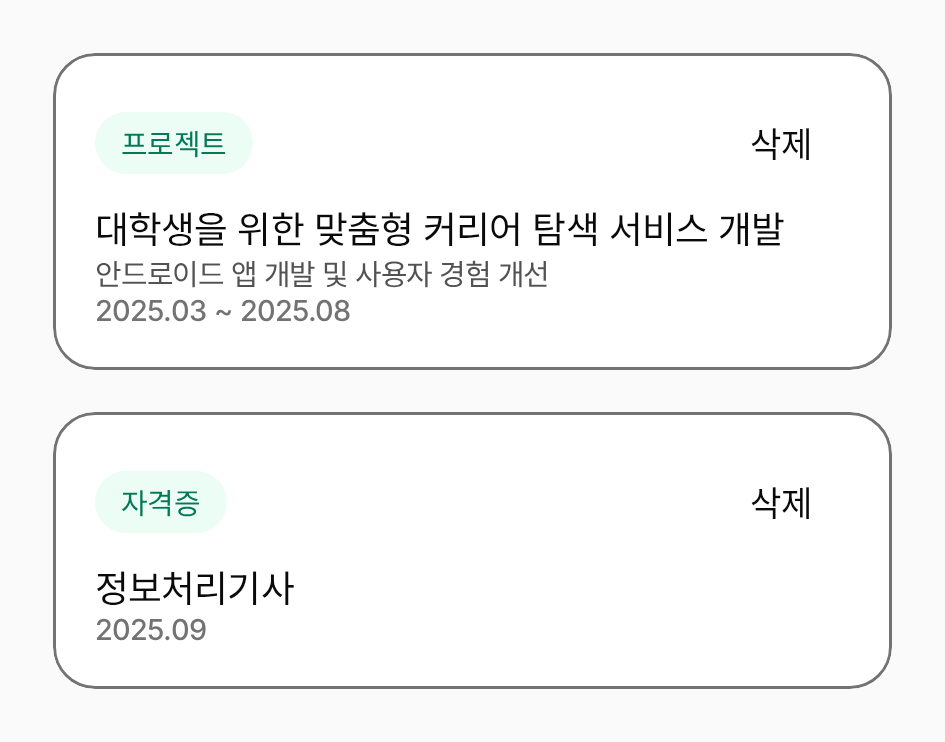 프로젝트 삭제
대학생을 위한 맞춤형 커리어 탐색 서비스 개발
안드로이드 앱 개발 및 사용자 경험 개선
2025.03 ~ 2025.08
자격증 삭제
정보처리기사
2025.09